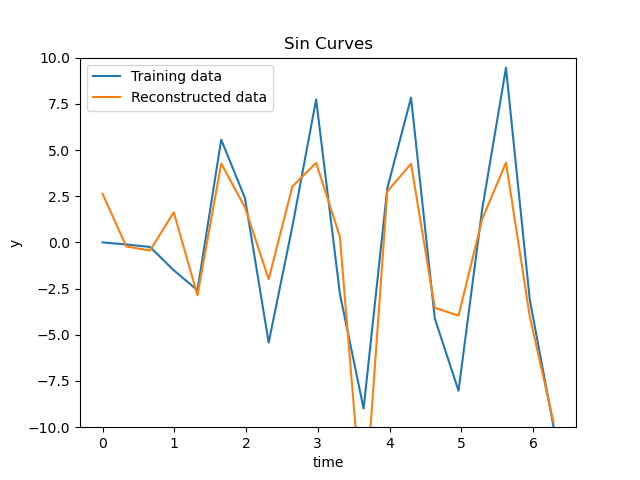 Sin Curves
Training data
Reconstructed data
10.0
7.5
5.0
2.5
0.0
−2.5
−5.0
−7.5
−10.0
y
0 1 2 3 4 5 6
time